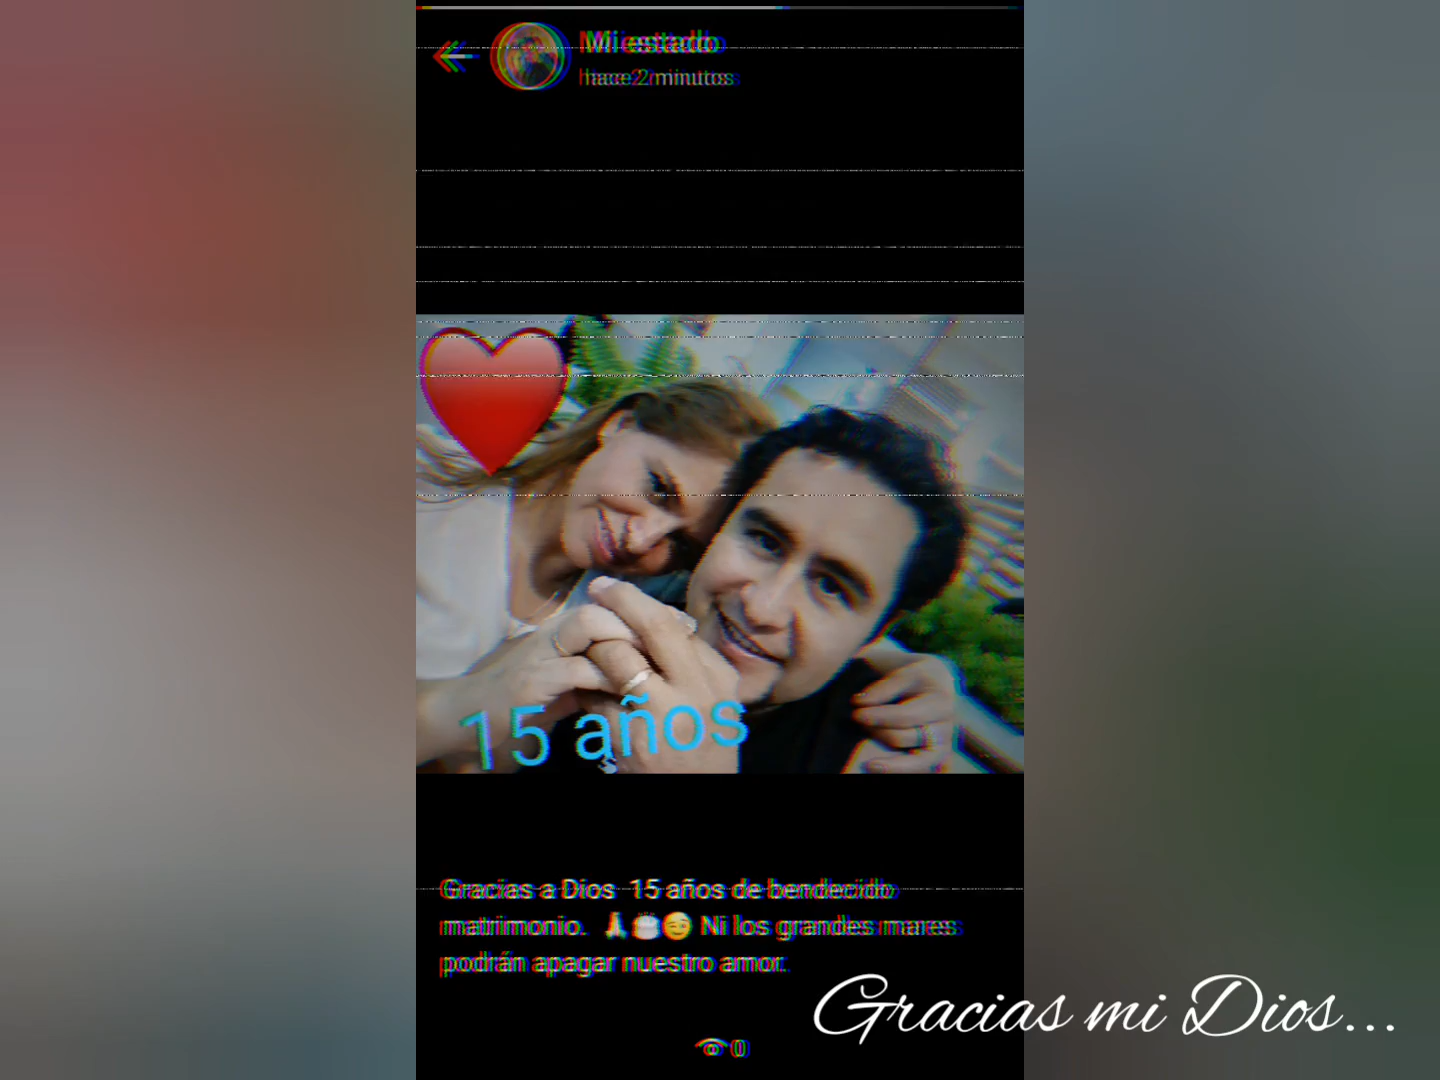 Mi estado
hace 2 minutos
15 años
Gracias a Dios 15 años de bendecido
matrimonio. Ni los grandes mares
podrán apagar nuestro amor.
0
Gracias mi Dios...